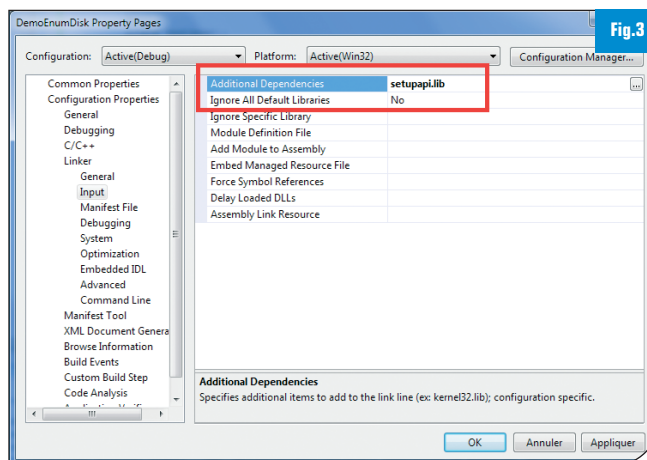 DemoEnumDisk Property Pages
Fig.3
Configuration: Active(Debug) Platform: Active(Win32) Configuration Manager...
Common Properties
Configuration Properties
General
Debugging
C/C++
Linker
General
Input
Manifest File
Debugging
System
Optimization
Embedded IDL
Advanced
Command Line
Manifest Tool
XML Document Genera
Browse Information
Build Events
Custom Build Step
Code Analysis
Additional Dependencies setupapi.lib ...
Ignore All Default Libraries No
Ignore Specific Library
Module Definition File
Add Module to Assembly
Embed Managed Resource File
Force Symbol References
Delay Loaded DLLs
Assembly Link Resource
Additional Dependencies
Specifies additional items to add to the link line (ex: kernel32.lib); configuration specific.
OK Annuler Appliquer